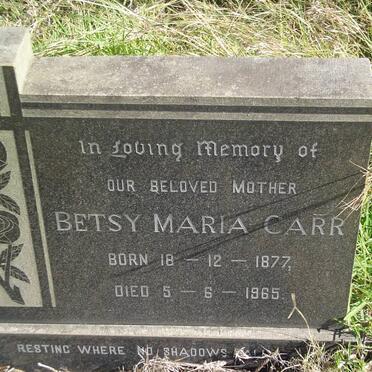 In Loving Memory of
OUR BELOVED MOTHER
BETSY MARIA CARR
BORN 18 - 12 - 1877,
DIED 5 - 6 - 1965.
RESTING WHERE NO SHADOWS